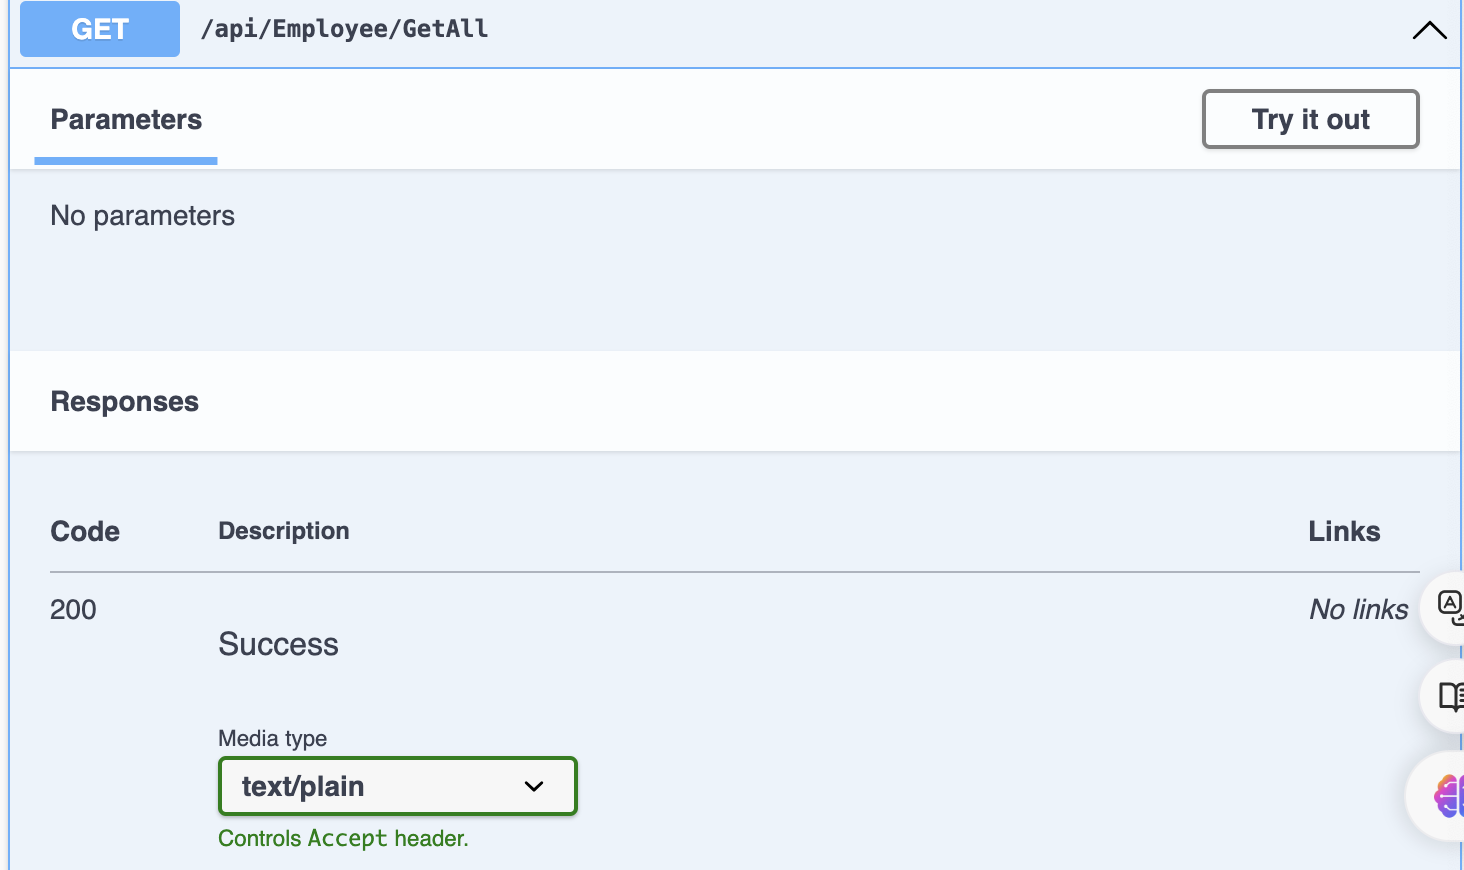 GET /api/Employee/GetAll
Parameters
Try it out
No parameters
Responses
Code Description Links
200 No links
Success
Media type
text/plain
Controls Accept header.